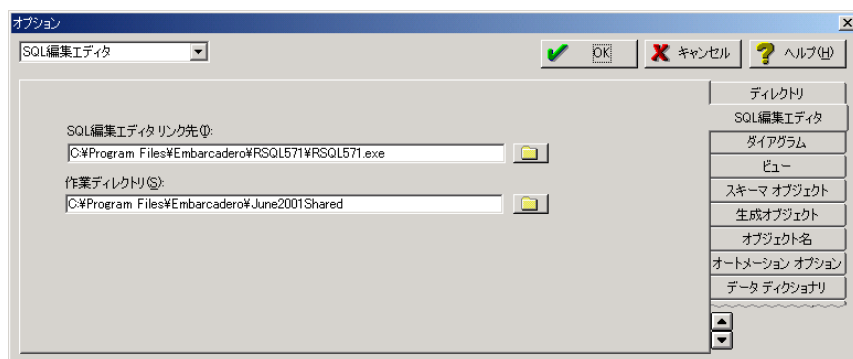 オプション
SQL編集エディタ
OK
キャンセル
ヘルプ(H)
ディレクトリ
SQL編集エディタ
ダイアグラム
ビュー
スキーマ オブジェクト
生成オブジェクト
オブジェクト名
オートメーション オプション
データ ディクショナリ
SQL編集エディタ リンク先(I):
C:¥Program Files¥Embarcadero¥RSQL571¥RSQL571.exe
作業ディレクトリ(S):
C:¥Program Files¥Embarcadero¥June2001Shared